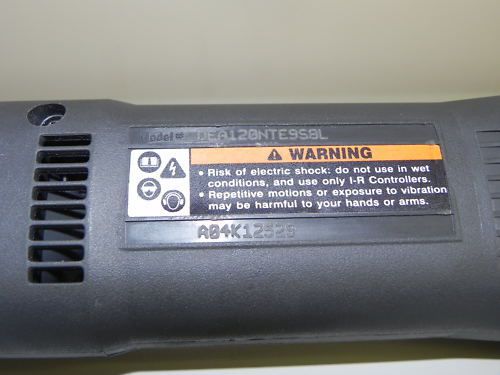 Model # DEA120NTE9S8L
WARNING
• Risk of electric shock: do not use in wet
conditions, and use only I-R Controllers.
• Repetitive motions or exposure to vibration
may be harmful to your hands or arms.
A04K12529